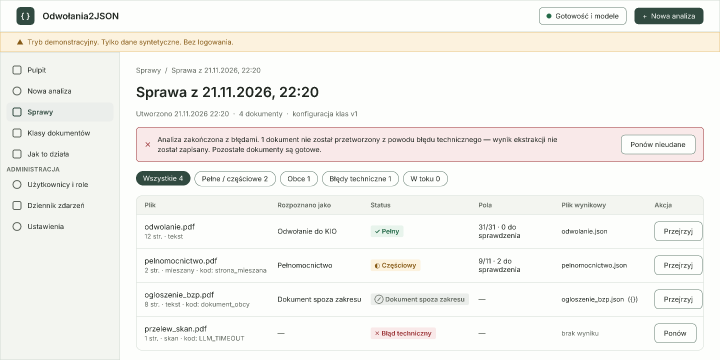 { } Odwołania2JSON
Gotowość i modele
+ Nowa analiza
▲ Tryb demonstracyjny. Tylko dane syntetyczne. Bez logowania.
Pulpit
Nowa analiza
Sprawy
Klasy dokumentów
Jak to działa
ADMINISTRACJA
Użytkownicy i role
Dziennik zdarzeń
Ustawienia
Sprawy / Sprawa z 21.11.2026, 22:20
Sprawa z 21.11.2026, 22:20
Utworzono 21.11.2026 22:20 · 4 dokumenty · konfiguracja klas v1
✕ Analiza zakończona z błędami. 1 dokument nie został przetworzony z powodu błędu technicznego — wynik ekstrakcji nie
został zapisany. Pozostałe dokumenty są gotowe.
Ponów nieudane
Wszystkie 4 Pełne / częściowe 2 Obce 1 Błędy techniczne 1 W toku 0
Plik Rozpoznano jako Status Pola Plik wynikowy Akcja
odwolanie.pdf
12 str. · tekst
Odwołanie do KIO
✓ Pełny
31/31 · 0 do
sprawdzenia
odwolanie.json
Przejrzyj
pelnomocnictwo.pdf
2 str. · mieszany · kod: strona_mieszana
Pełnomocnictwo
◐ Częściowy
9/11 · 2 do
sprawdzenia
pelnomocnictwo.json
Przejrzyj
ogloszenie_bzp.pdf
8 str. · tekst · kod: dokument_obcy
Dokument spoza zakresu
Dokument spoza zakresu
—
ogloszenie_bzp.json ({})
Przejrzyj
przelew_skan.pdf
1 str. · skan · kod: LLM_TIMEOUT
—
✕ Błąd techniczny
—
brak wyniku
Ponów